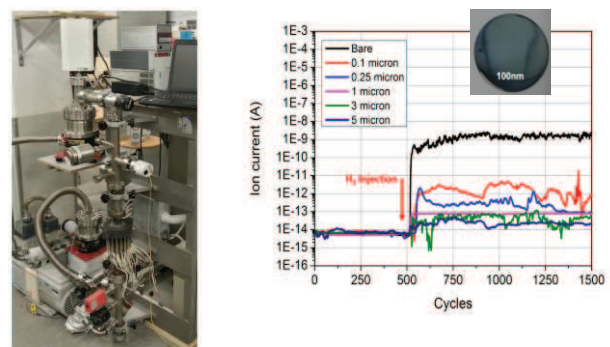 1E-3
1E-4
1E-5
1E-6
1E-7
1E-8
1E-9
1E-10
1E-11
1E-12
1E-13
1E-14
1E-15
1E-16
Ion current (A)
Bare
0.1 micron
0.25 micron
1 micron
3 micron
5 micron
H₂ Injection
100nm
0 250 500 750 1000 1250 1500
Cycles